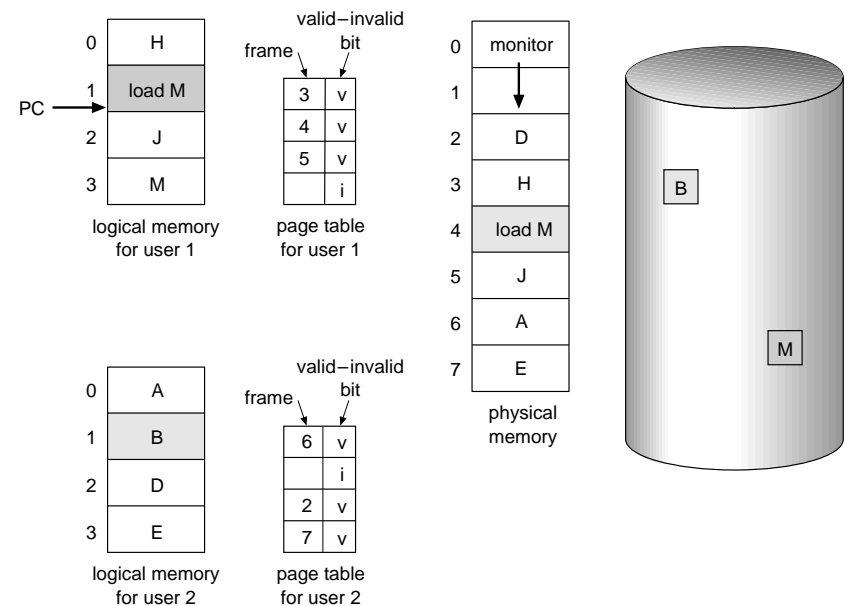 valid–invalid
bit
frame
0 H
1 load M
2 J
3 M
PC
3 v
4 v
5 v
i
logical memory
for user 1
page table
for user 1
0 monitor
1
2 D
3 H
4 load M
5 J
6 A
7 E
physical
memory
B
M
valid–invalid
bit
frame
0 A
1 B
2 D
3 E
6 v
i
2 v
7 v
logical memory
for user 2
page table
for user 2